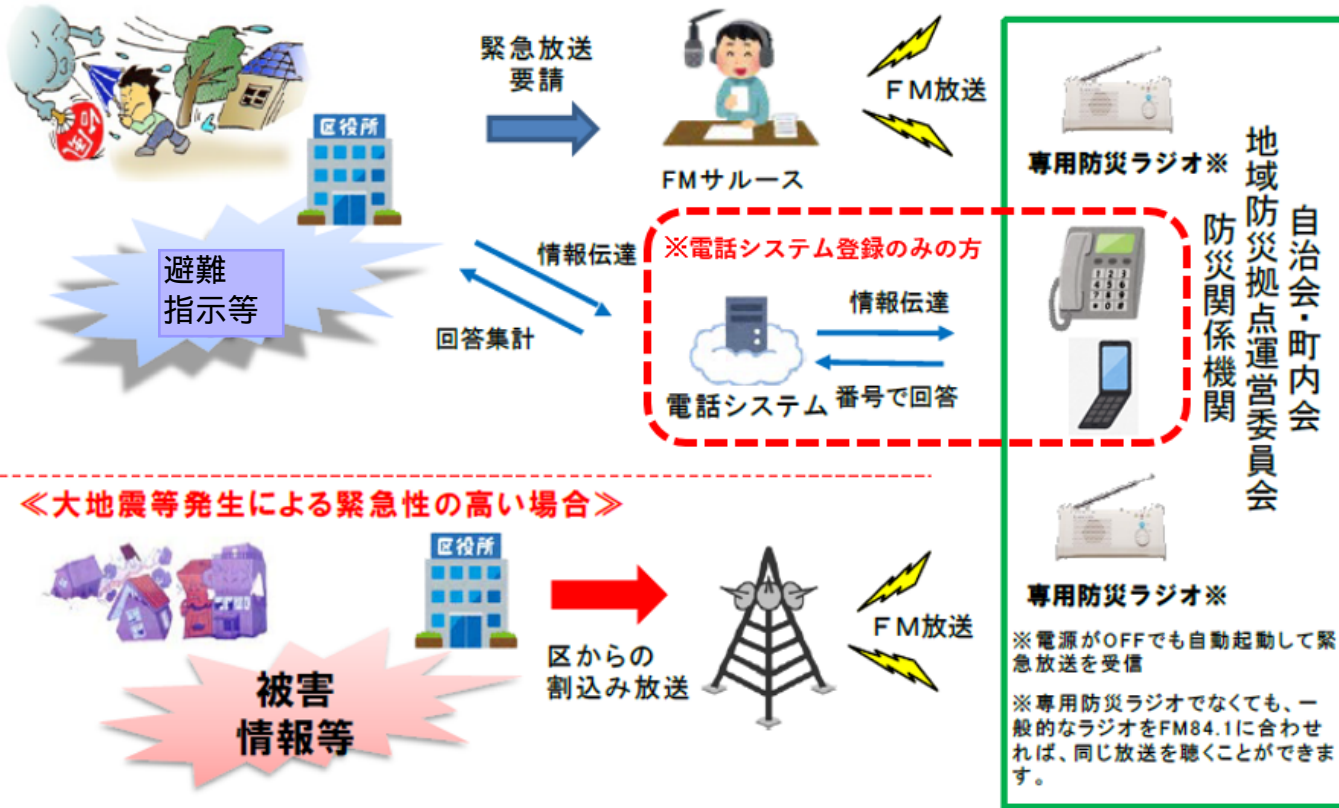 台風
区役所
緊急放送
要請
FMサルース
FM放送
避難
指示等
情報伝達
回答集計
※電話システム登録のみの方
電話システム
情報伝達
番号で回答
専用防災ラジオ※
自治会・町内会
地域防災拠点運営委員会
防災関係機関
≪大地震等発生による緊急性の高い場合≫
区役所
被害
情報等
区からの
割込み放送
FM放送
専用防災ラジオ※
※電源がOFFでも自動起動して緊
急放送を受信
※専用防災ラジオでなくても、一
般的なラジオをFM84.1に合わせ
れば、同じ放送を聴くことができま
す。